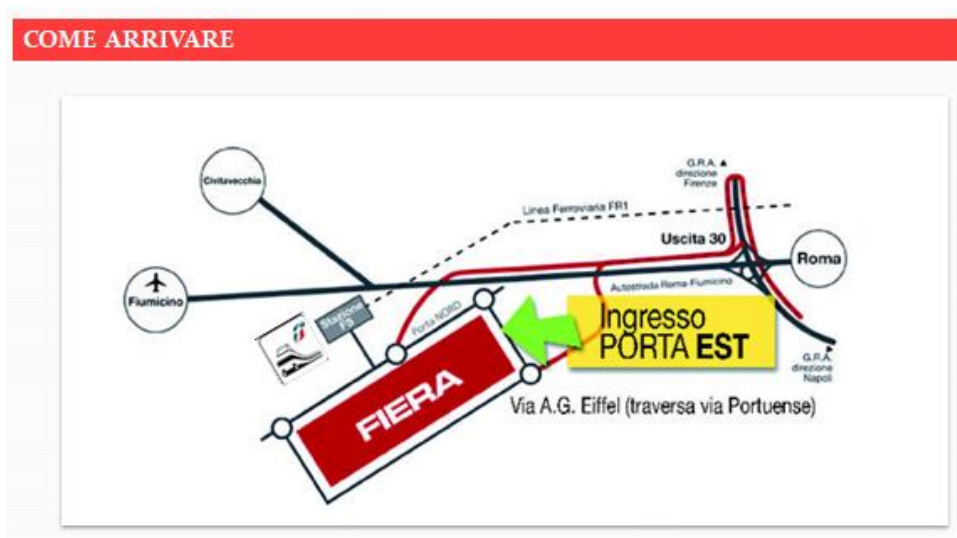 COME ARRIVARE
G.R.A. ▲
direzione
Firenze
Civitavecchia
Linea Ferroviaria FR1
Uscita 30
Roma
Fiumicino
Autostrada Roma-Fiumicino
Stazione
FS
Porta NORD
Ingresso
PORTA EST
G.R.A.
direzione
Napoli
FIERA
Via A.G. Eiffel (traversa via Portuense)